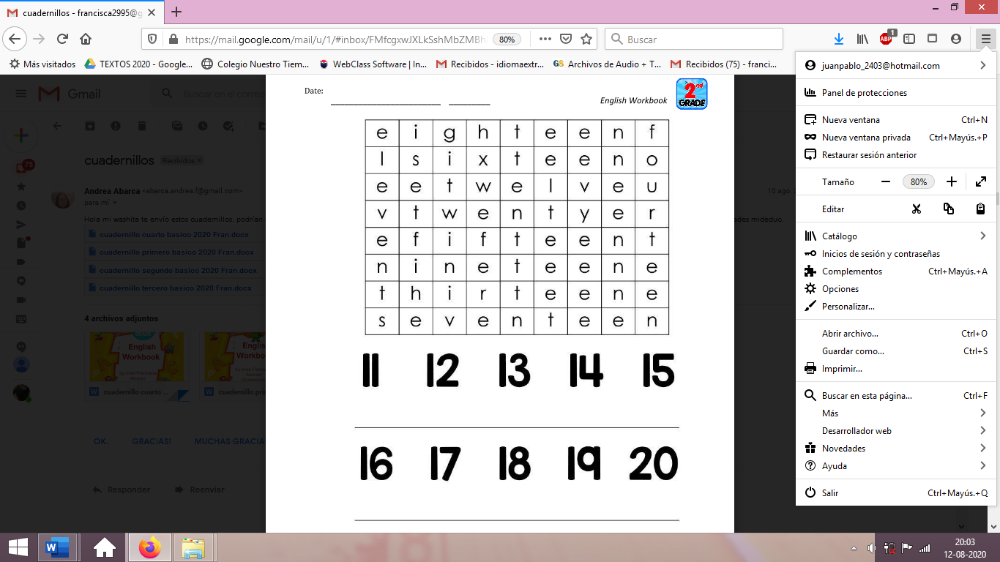 cuadernillos - francisca2995@g
https://mail.google.com/mail/u/1/#inbox/FMfcgxwJXLkSshMbZMBh
80%
Buscar
1
Más visitados
TEXTOS 2020 - Google...
Colegio Nuestro Tiem...
WebClass Software | In...
Recibidos - idiomaextr...
GS
Archivos de Audio + T...
Recibidos (75) - franci...
Gmail
Buscar en el correo
75
cuadernillos
Recibidos x
Andrea Abarca <abarca.andrea.f@gmail.com>
para mí
10 ago.
Hola mi washita te envío estos cuadernillos, podrían
des mideduc.
cuadernillo cuarto basico 2020 Fran.docx
cuadernillo primero basico 2020 Fran.docx
cuadernillo segundo basico 2020 Fran.docx
cuadernillo tercero basico 2020 Fran.docx
4 archivos adjuntos
English
Workbook
English
Workbook
W cuadernillo cuarto ...
W cuadernillo pri
OK.
GRACIAS!
MUCHAS GRACIA
Responder
Reenviar
Date:
English Workbook
2nd
GRADE
e i g h t e e n f
l s i x t e e n o
e e t w e l v e u
v t w e n t y e r
e f i f t e e n t
n i n e t e e n e
t h i r t e e n e
s e v e n t e e n
11 12 13 14 15
16 17 18 19 20
juanpablo_2403@hotmail.com
Panel de protecciones
Nueva ventana Ctrl+N
Nueva ventana privada Ctrl+Mayús.+P
Restaurar sesión anterior
Tamaño 80%
Editar
Catálogo
Inicios de sesión y contraseñas
Complementos Ctrl+Mayús.+A
Opciones
Personalizar...
Abrir archivo... Ctrl+O
Guardar como... Ctrl+S
Imprimir...
Buscar en esta página... Ctrl+F
Más
Desarrollador web
Novedades
Ayuda
Salir Ctrl+Mayús.+Q
20:03
12-08-2020